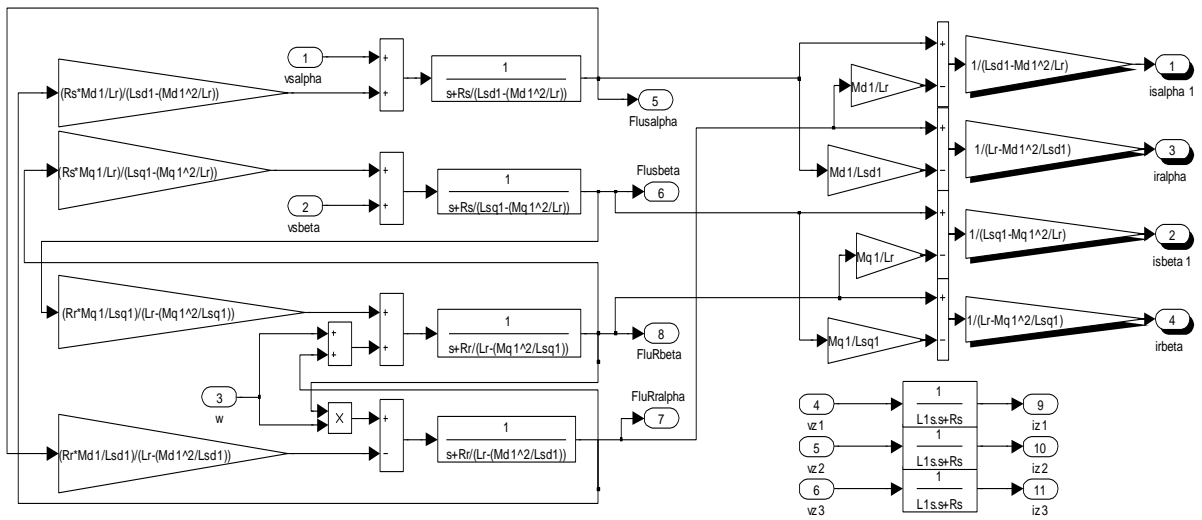 1
vsalpha
+
+
(Rs*Md1/Lr)/(Lsd1-(Md1^2/Lr))
1
s+Rs/(Lsd1-(Md1^2/Lr))
5
Flusalpha
(Rs*Mq1/Lr)/(Lsq1-(Mq1^2/Lr))
2
vsbeta
+
+
1
s+Rs/(Lsq1-(Mq1^2/Lr))
Flusbeta
6
(Rr*Mq1/Lsq1)/(Lr-(Mq1^2/Lsq1))
+
+
+
+
1
s+Rr/(Lr-(Mq1^2/Lsq1))
8
FluRbeta
3
w
X
+
−
1
s+Rr/(Lr-(Md1^2/Lsd1))
FluRralpha
7
(Rr*Md1/Lsd1)/(Lr-(Md1^2/Lsd1))
+
−
Md1/Lr
1/(Lsd1-Md1^2/Lr)
1
isalpha 1
+
−
Md1/Lsd1
1/(Lr-Md1^2/Lsd1)
3
iralpha
+
−
Mq1/Lr
1/(Lsq1-Mq1^2/Lr)
2
isbeta 1
+
−
Mq1/Lsq1
1/(Lr-Mq1^2/Lsq1)
4
irbeta
4
vz1
1
L1s.s+Rs
9
iz1
5
vz2
1
L1s.s+Rs
10
iz2
6
vz3
1
L1s.s+Rs
11
iz3